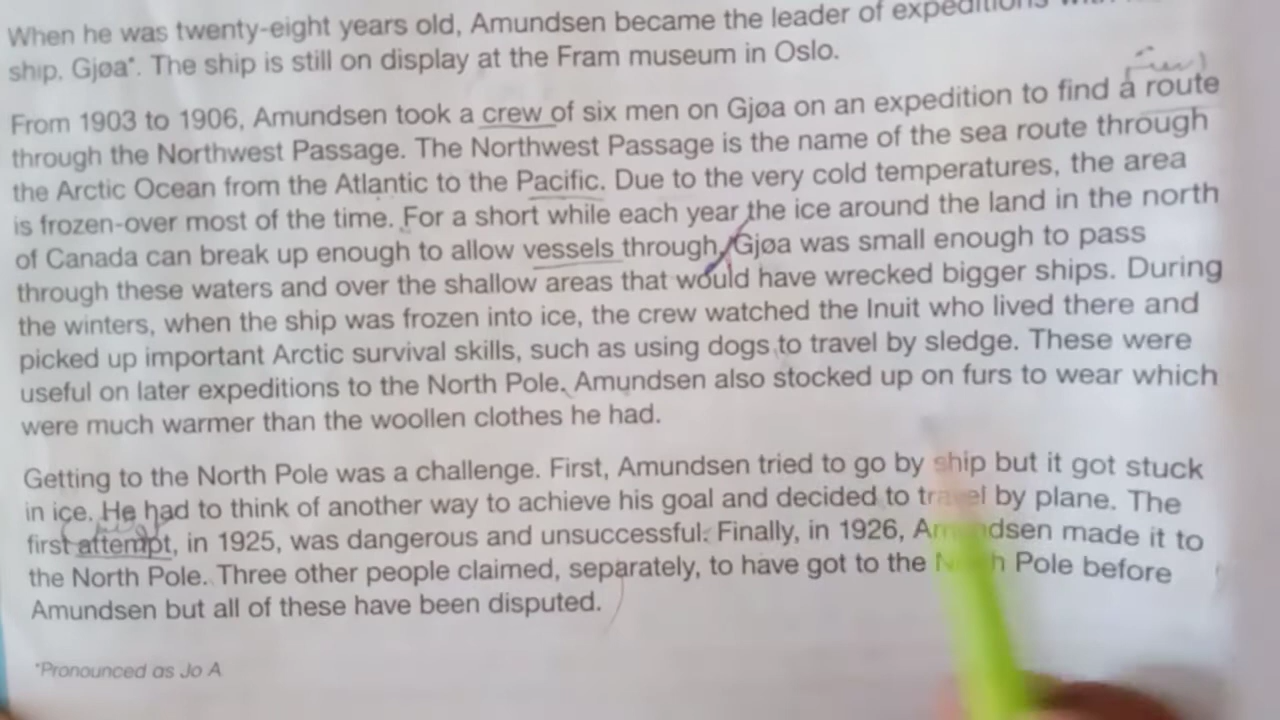 When he was twenty-eight years old, Amundsen became the leader of expeditions
ship, Gjøa*. The ship is still on display at the Fram museum in Oslo.
From 1903 to 1906, Amundsen took a crew of six men on Gjøa on an expedition to find a route
through the Northwest Passage. The Northwest Passage is the name of the sea route through
the Arctic Ocean from the Atlantic to the Pacific. Due to the very cold temperatures, the area
is frozen-over most of the time. For a short while each year the ice around the land in the north
of Canada can break up enough to allow vessels through. Gjøa was small enough to pass
through these waters and over the shallow areas that would have wrecked bigger ships. During
the winters, when the ship was frozen into ice, the crew watched the Inuit who lived there and
picked up important Arctic survival skills, such as using dogs to travel by sledge. These were
useful on later expeditions to the North Pole. Amundsen also stocked up on furs to wear which
were much warmer than the woollen clothes he had.
Getting to the North Pole was a challenge. First, Amundsen tried to go by ship but it got stuck
in ice. He had to think of another way to achieve his goal and decided to travel by plane. The
first attempt, in 1925, was dangerous and unsuccessful. Finally, in 1926, Amundsen made it to
the North Pole. Three other people claimed, separately, to have got to the North Pole before
Amundsen but all of these have been disputed.
*Pronounced as Jo A